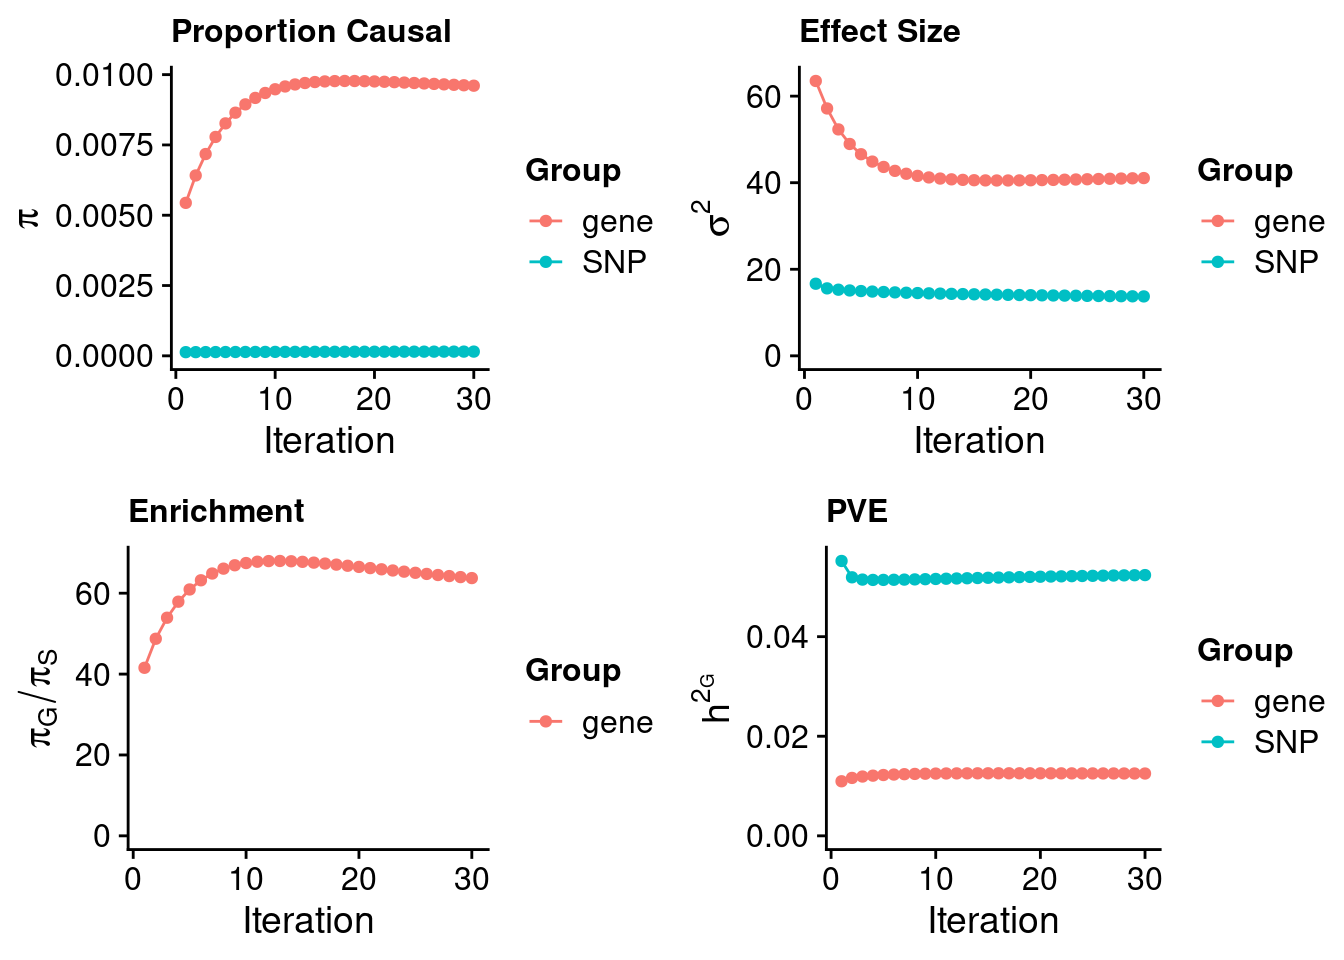 Proportion Causal
0.0100
0.0075
0.0050
0.0025
0.0000
π
0
10
20
30
Iteration
Group
gene
SNP
Effect Size
60
40
20
0
σ²
0
10
20
30
Iteration
Group
gene
SNP
Enrichment
60
40
20
0
π_G/π_S
0
10
20
30
Iteration
Group
gene
PVE
0.04
0.02
0.00
h^2_G
0
10
20
30
Iteration
Group
gene
SNP